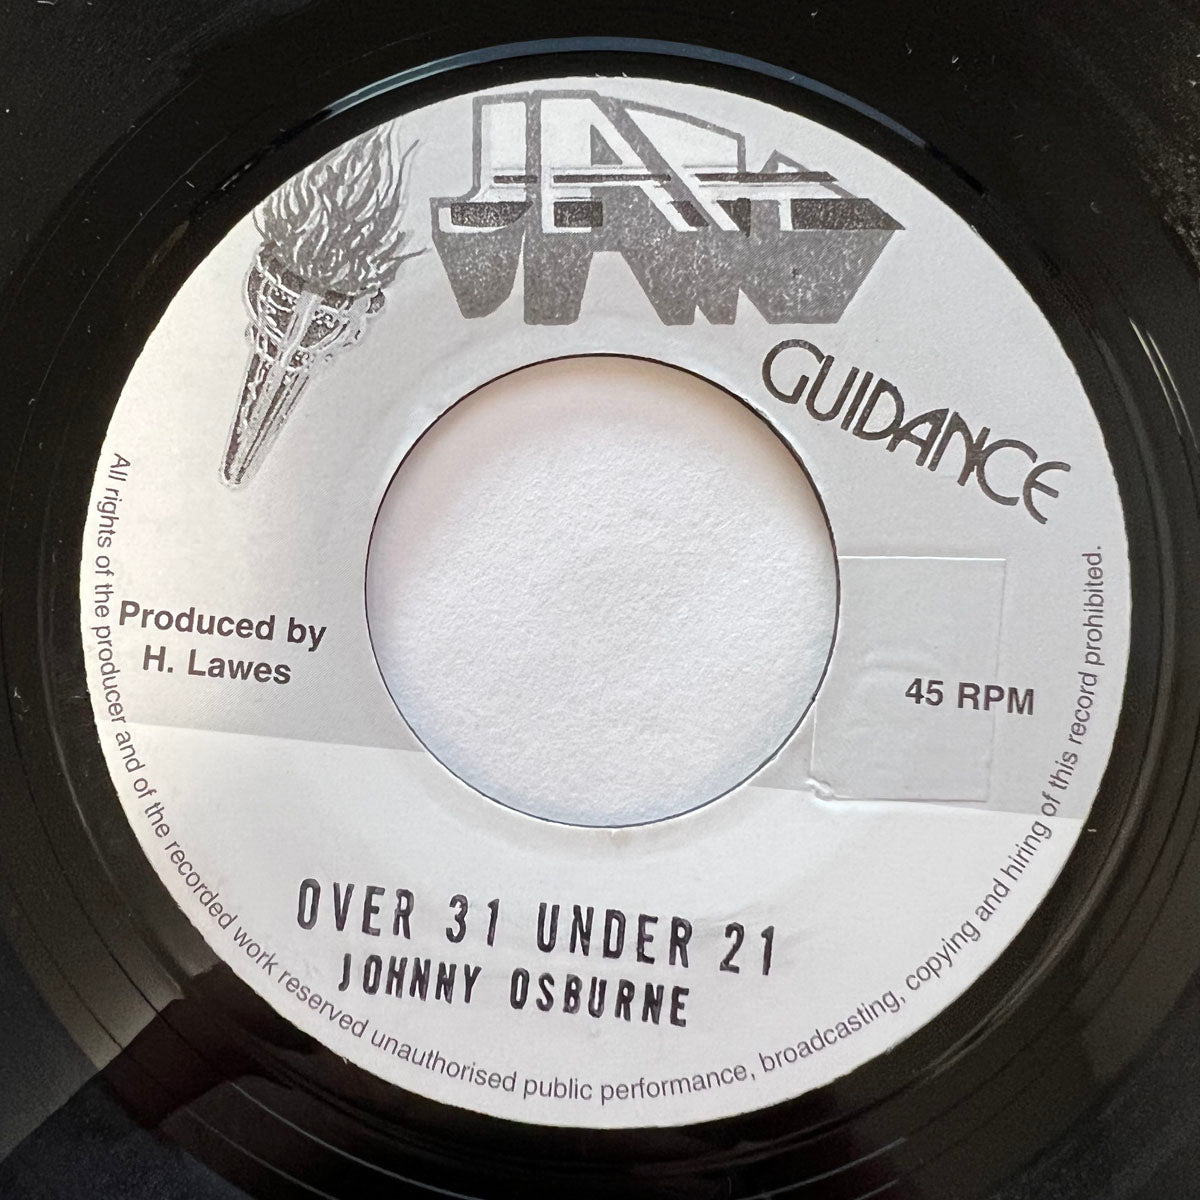 JAH
GUIDANCE
Produced by
H. Lawes
45 RPM
OVER 31 UNDER 21
JOHNNY OSBURNE
All rights of the producer and of the recorded work reserved unauthorised public performance, broadcasting, copying and hiring of this record prohibited.